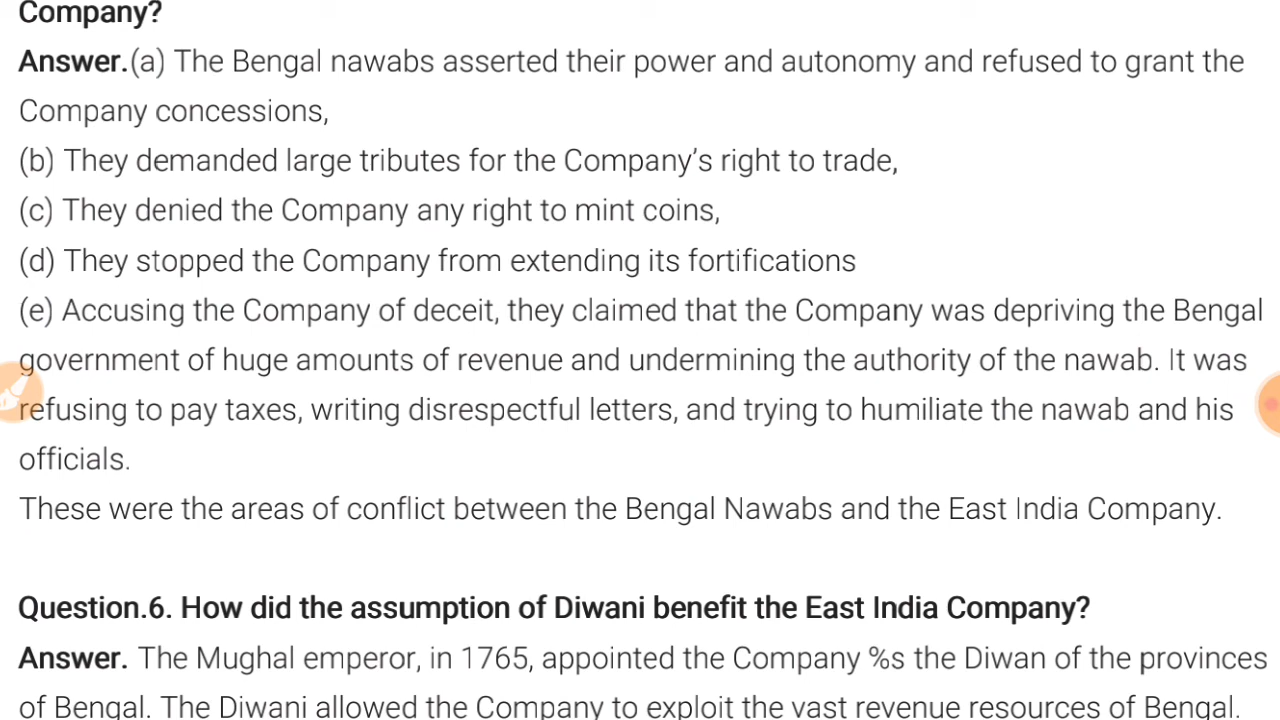 Company?
Answer.(a) The Bengal nawabs asserted their power and autonomy and refused to grant the
Company concessions,
(b) They demanded large tributes for the Company’s right to trade,
(c) They denied the Company any right to mint coins,
(d) They stopped the Company from extending its fortifications
(e) Accusing the Company of deceit, they claimed that the Company was depriving the Bengal
government of huge amounts of revenue and undermining the authority of the nawab. It was
refusing to pay taxes, writing disrespectful letters, and trying to humiliate the nawab and his
officials.
These were the areas of conflict between the Bengal Nawabs and the East India Company.
Question.6. How did the assumption of Diwani benefit the East India Company?
Answer. The Mughal emperor, in 1765, appointed the Company %s the Diwan of the provinces
of Bengal. The Diwani allowed the Company to exploit the vast revenue resources of Bengal.